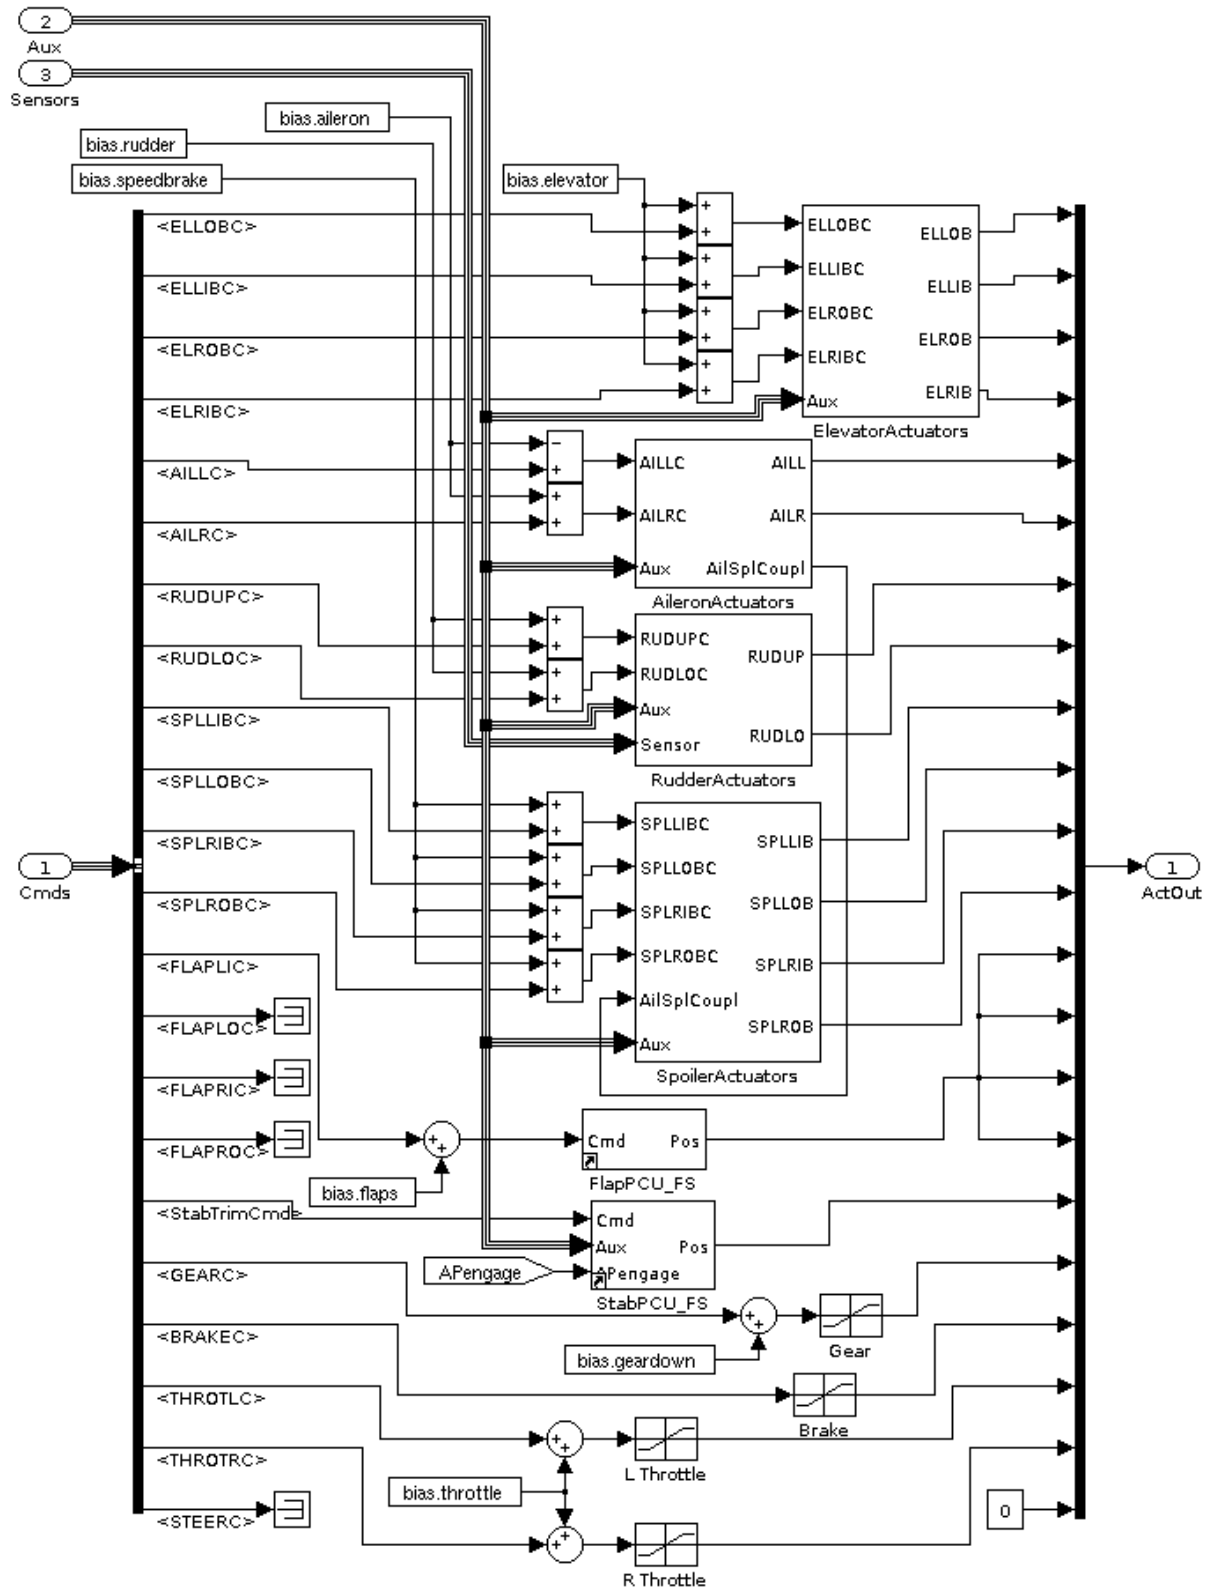 2
Aux
3
Sensors
bias.aileron
bias.rudder
bias.speedbrake
bias.elevator
<ELLOBC>
<ELLIBC>
<ELROBC>
<ELRIBC>
<AILLC>
<AILRC>
<RUDUPC>
<RUDLOC>
<SPLLIBC>
<SPLLOBC>
<SPLRIBC>
<SPLROBC>
<FLAPLIC>
<FLAPLOC>
<FLAPRIC>
<FLAPROC>
<StabTrimCmd>
<GEARC>
<BRAKEC>
<THROTLC>
<THROTRC>
<STEERC>
1
Cmds
+
+
+
+
+
+
+
+
ELLOBC
ELLIBC
ELROBC
ELRIBC
Aux
ELLOB
ELLIB
ELROB
ELRIB
ElevatorActuators
−
+
+
+
AILLC
AILRC
Aux
AILL
AILR
AilSplCoupl
AileronActuators
+
+
+
+
RUDUPC
RUDLOC
Aux
Sensor
RUDUP
RUDLO
RudderActuators
+
+
+
+
+
+
+
+
SPLLIBC
SPLLOBC
SPLRIBC
SPLROBC
AilSplCoupl
Aux
SPLLIB
SPLLOB
SPLRIB
SPLROB
SpoilerActuators
+
+
bias.flaps
Cmd Pos
FlapPCU_FS
Cmd
Aux Pos
APengage
APengage
StabPCU_FS
+
+
bias.geardown
Gear
Brake
+
+
L Throttle
bias.throttle
+
+
R Throttle
0
1
ActOut